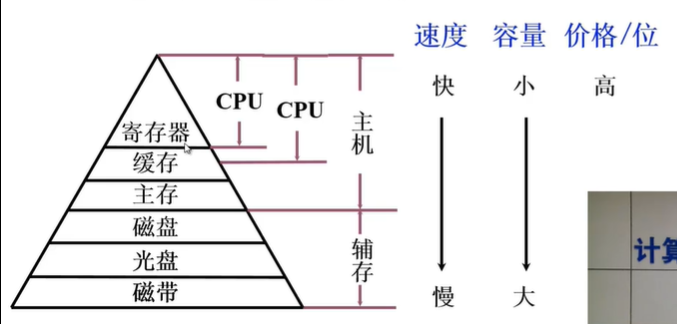 速度 容量 价格/位
快 小 高
CPU
CPU
主机
寄存器
缓存
主存
磁盘
光盘
磁带
辅存
慢 大
计算